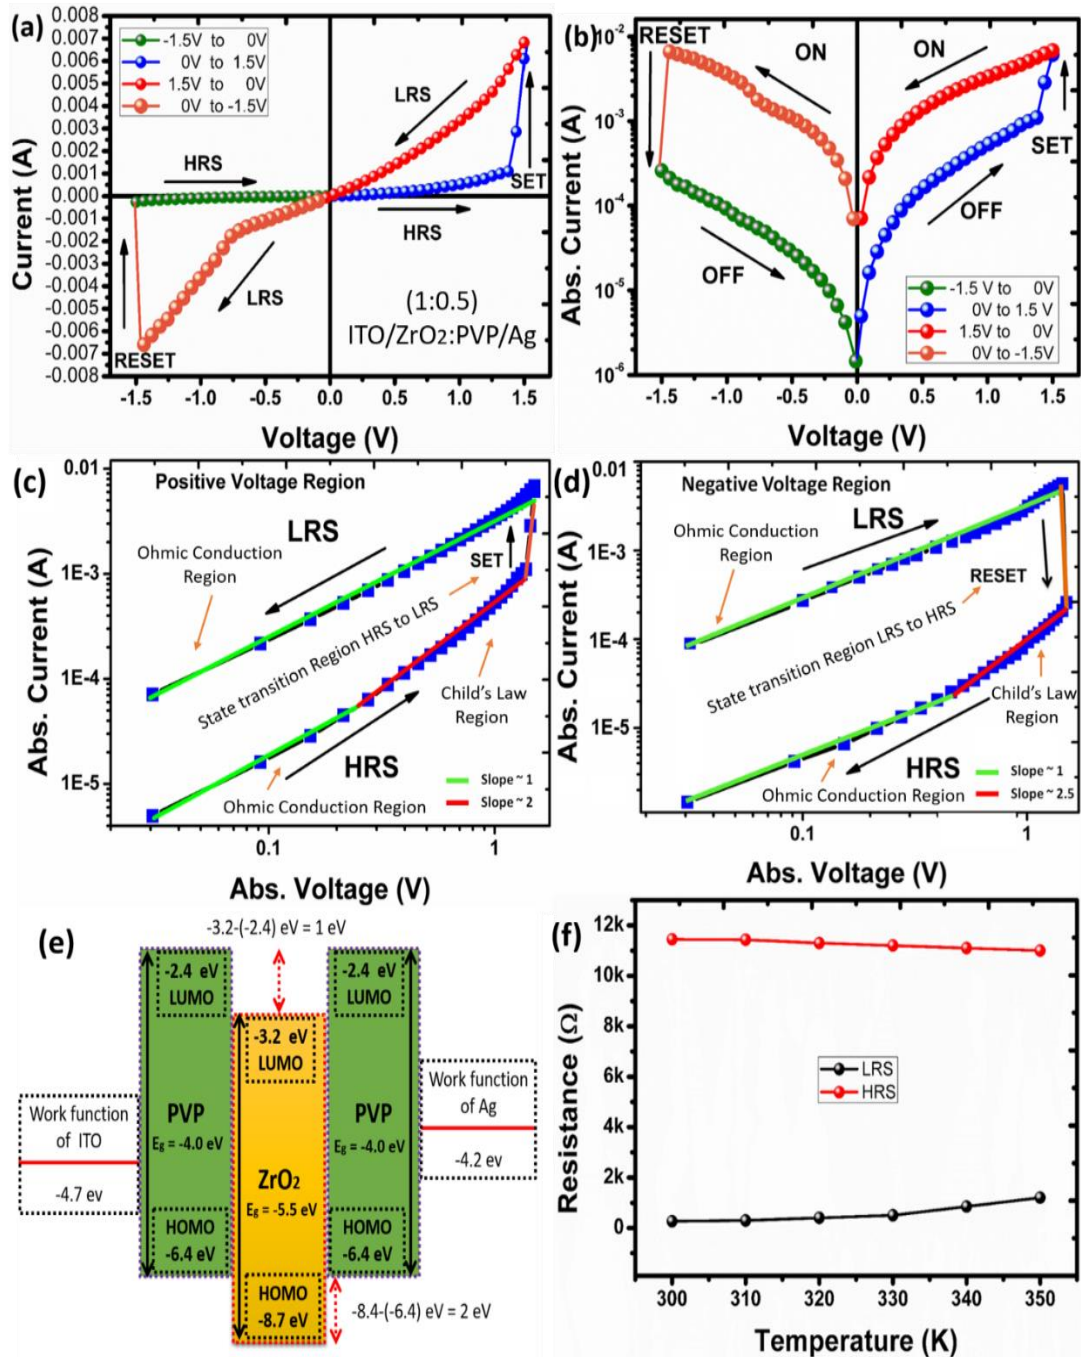 (a)
0.008
0.007
0.006
0.005
0.004
0.003
0.002
0.001
0.000
-0.001
-0.002
-0.003
-0.004
-0.005
-0.006
-0.007
-0.008
Current (A)
-1.5V to 0V
0V to 1.5V
1.5V to 0V
0V to -1.5V
LRS
HRS
SET
HRS
LRS
(1:0.5)
ITO/ZrO₂:PVP/Ag
RESET
-1.5 -1.0 -0.5 0.0 0.5 1.0 1.5
Voltage (V)
(b)
10⁻²
10⁻³
10⁻⁴
10⁻⁵
10⁻⁶
Abs. Current (A)
RESET
ON
ON
SET
OFF
OFF
-1.5 V to 0V
0V to 1.5 V
1.5V to 0V
0V to -1.5V
-1.5 -1.0 -0.5 0.0 0.5 1.0 1.5
Voltage (V)
(c)
0.01
1E-3
1E-4
1E-5
Abs. Current (A)
Positive Voltage Region
LRS
Ohmic Conduction
Region
SET
State transition Region HRS to LRS
Child's Law
Region
HRS
Ohmic Conduction Region
Slope ~ 1
Slope ~ 2
0.1 1
Abs. Voltage (V)
(d)
0.01
1E-3
1E-4
1E-5
Abs. Current (A)
Negative Voltage Region
LRS
Ohmic Conduction
Region
RESET
State transition Region LRS to HRS
Child's Law
Region
HRS
Ohmic Conduction Region
Slope ~ 1
Slope ~ 2.5
0.1 1
Abs. Voltage (V)
(e)
-3.2-(-2.4) eV = 1 eV
-2.4 eV
LUMO
-3.2 eV
LUMO
-2.4 eV
LUMO
Work function
of ITO
-4.7 ev
PVP
Eg = -4.0 eV
ZrO₂
Eg = -5.5 eV
PVP
Eg = -4.0 eV
Work function
of Ag
-4.2 ev
HOMO
-6.4 eV
HOMO
-8.7 eV
HOMO
-6.4 eV
-8.4-(-6.4) eV = 2 eV
(f)
12k
10k
8k
6k
4k
2k
0
Resistance (Ω)
LRS
HRS
300 310 320 330 340 350
Temperature (K)